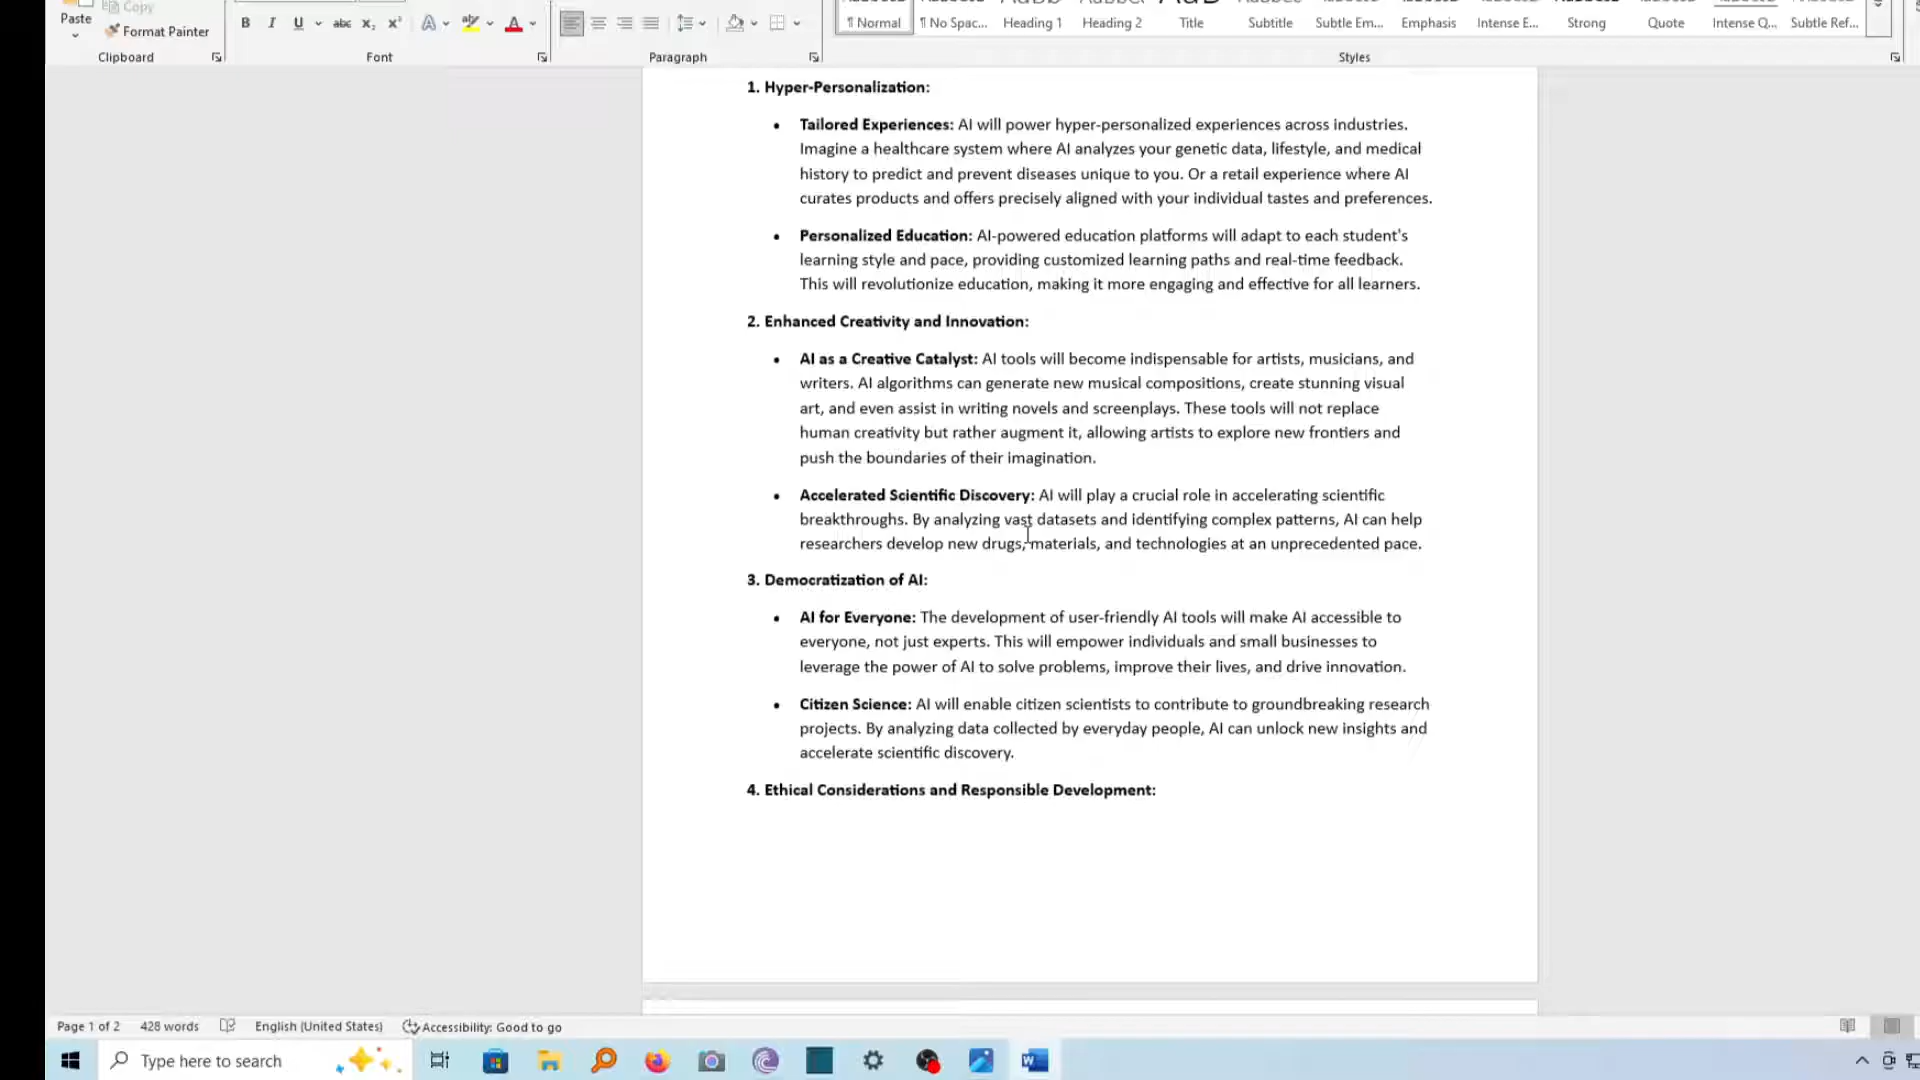 Paste
Copy
Format Painter
Clipboard
B I U abc x₂ x² A
Font
Paragraph
¶ Normal
¶ No Spac...
Heading 1
Heading 2
Title
Subtitle
Subtle Em...
Emphasis
Intense E...
Strong
Quote
Intense Q...
Subtle Ref...
Styles
1. Hyper-Personalization:
• Tailored Experiences: AI will power hyper-personalized experiences across industries.
Imagine a healthcare system where AI analyzes your genetic data, lifestyle, and medical
history to predict and prevent diseases unique to you. Or a retail experience where AI
curates products and offers precisely aligned with your individual tastes and preferences.
• Personalized Education: AI-powered education platforms will adapt to each student's
learning style and pace, providing customized learning paths and real-time feedback.
This will revolutionize education, making it more engaging and effective for all learners.
2. Enhanced Creativity and Innovation:
• AI as a Creative Catalyst: AI tools will become indispensable for artists, musicians, and
writers. AI algorithms can generate new musical compositions, create stunning visual
art, and even assist in writing novels and screenplays. These tools will not replace
human creativity but rather augment it, allowing artists to explore new frontiers and
push the boundaries of their imagination.
• Accelerated Scientific Discovery: AI will play a crucial role in accelerating scientific
breakthroughs. By analyzing vast datasets and identifying complex patterns, AI can help
researchers develop new drugs, materials, and technologies at an unprecedented pace.
3. Democratization of AI:
• AI for Everyone: The development of user-friendly AI tools will make AI accessible to
everyone, not just experts. This will empower individuals and small businesses to
leverage the power of AI to solve problems, improve their lives, and drive innovation.
• Citizen Science: AI will enable citizen scientists to contribute to groundbreaking research
projects. By analyzing data collected by everyday people, AI can unlock new insights and
accelerate scientific discovery.
4. Ethical Considerations and Responsible Development:
Page 1 of 2
428 words
English (United States)
Accessibility: Good to go
Type here to search